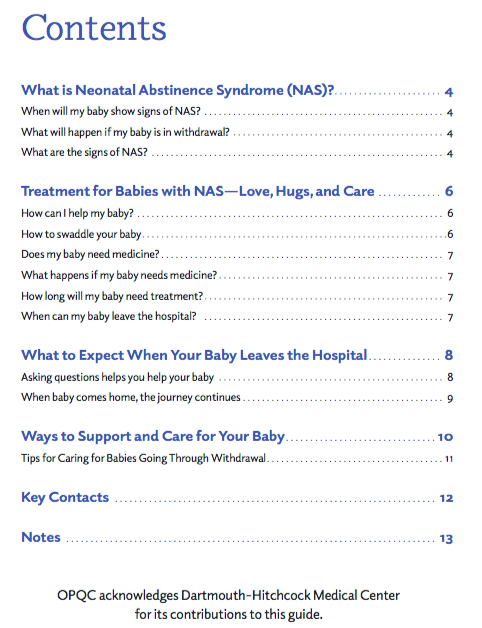 Contents
What is Neonatal Abstinence Syndrome (NAS)? 4
When will my baby show signs of NAS? 4
What will happen if my baby is in withdrawal? 4
What are the signs of NAS? 4
Treatment for Babies with NAS—Love, Hugs, and Care 6
How can I help my baby? 6
How to swaddle your baby 6
Does my baby need medicine? 7
What happens if my baby needs medicine? 7
How long will my baby need treatment? 7
When can my baby leave the hospital? 7
What to Expect When Your Baby Leaves the Hospital 8
Asking questions helps you help your baby 8
When baby comes home, the journey continues 9
Ways to Support and Care for Your Baby 10
Tips for Caring for Babies Going Through Withdrawal 11
Key Contacts 12
Notes 13
OPQC acknowledges Dartmouth-Hitchcock Medical Center
for its contributions to this guide.